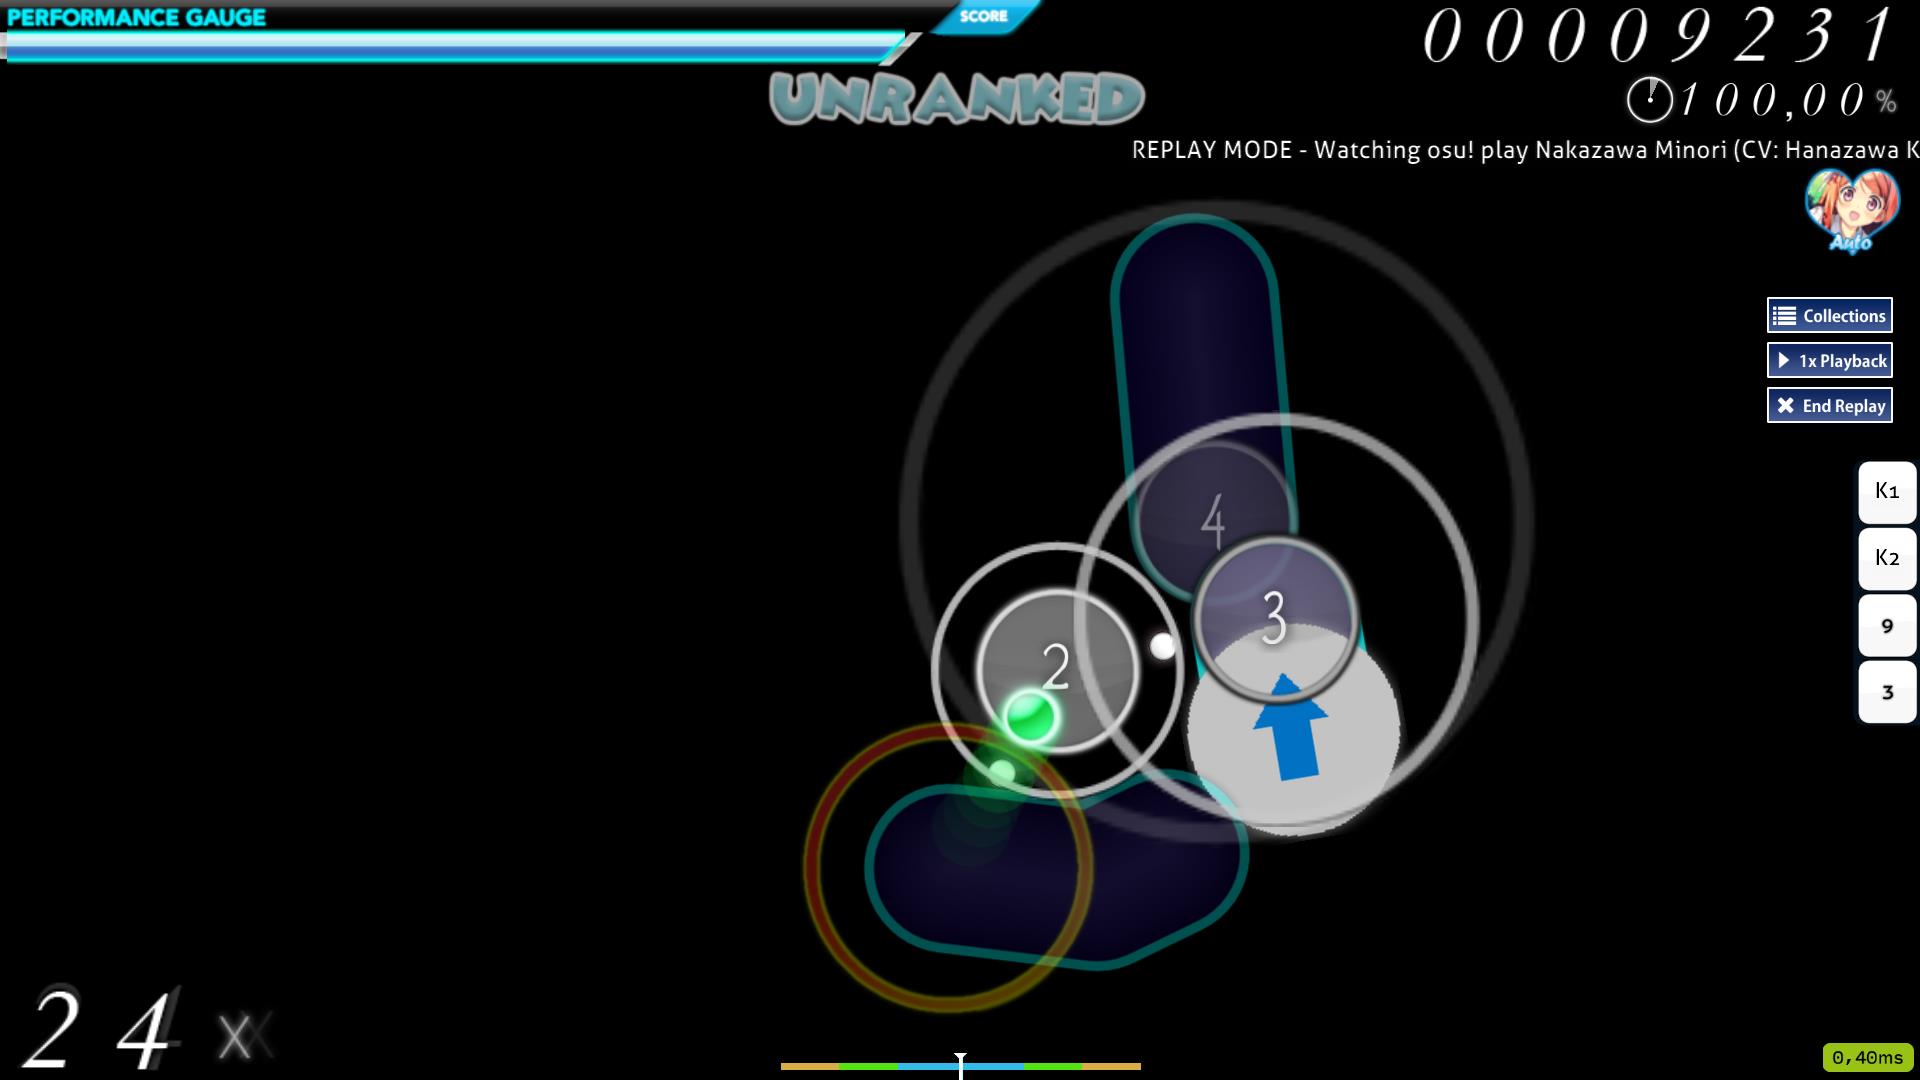 PERFORMANCE GAUGE
SCORE
00009231
UNRANKED
100,00%
REPLAY MODE - Watching osu! play Nakazawa Minori (CV: Hanazawa K
Auto
Collections
1x Playback
End Replay
K1
K2
9
3
4
3
2
24x
0,40ms